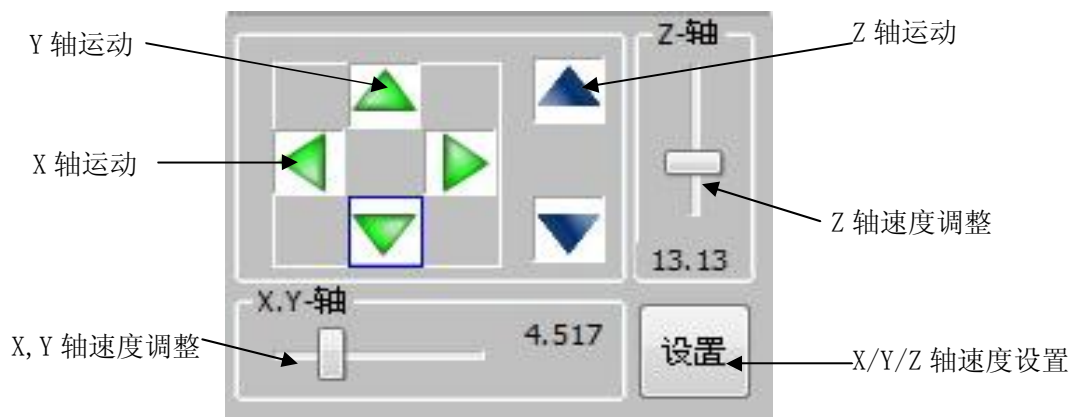 Z-轴
Z 轴运动
Y 轴运动
X 轴运动
Z 轴速度调整
13.13
X.Y-轴
4.517
X,Y 轴速度调整
设置
X/Y/Z 轴速度设置